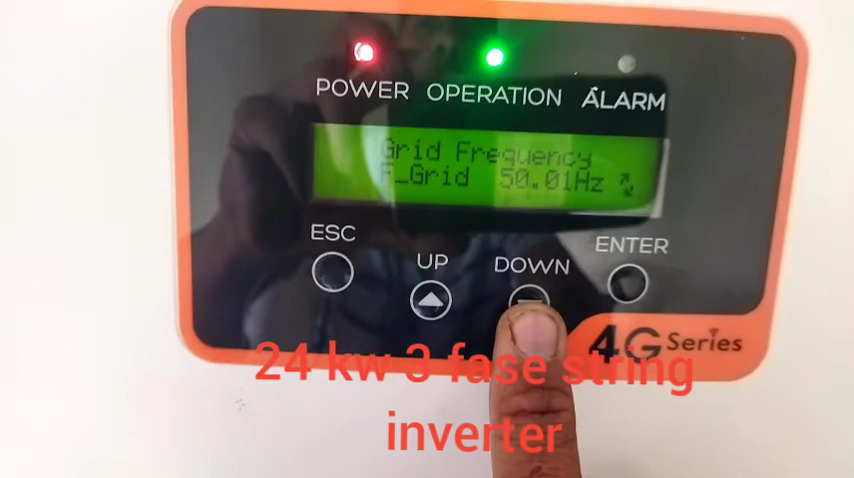 POWER OPERATION ALARM
Grid Frequency
F_Grid 50.01Hz
ESC
UP
DOWN
ENTER
4G Series
24 kw 3 fase string
inverter